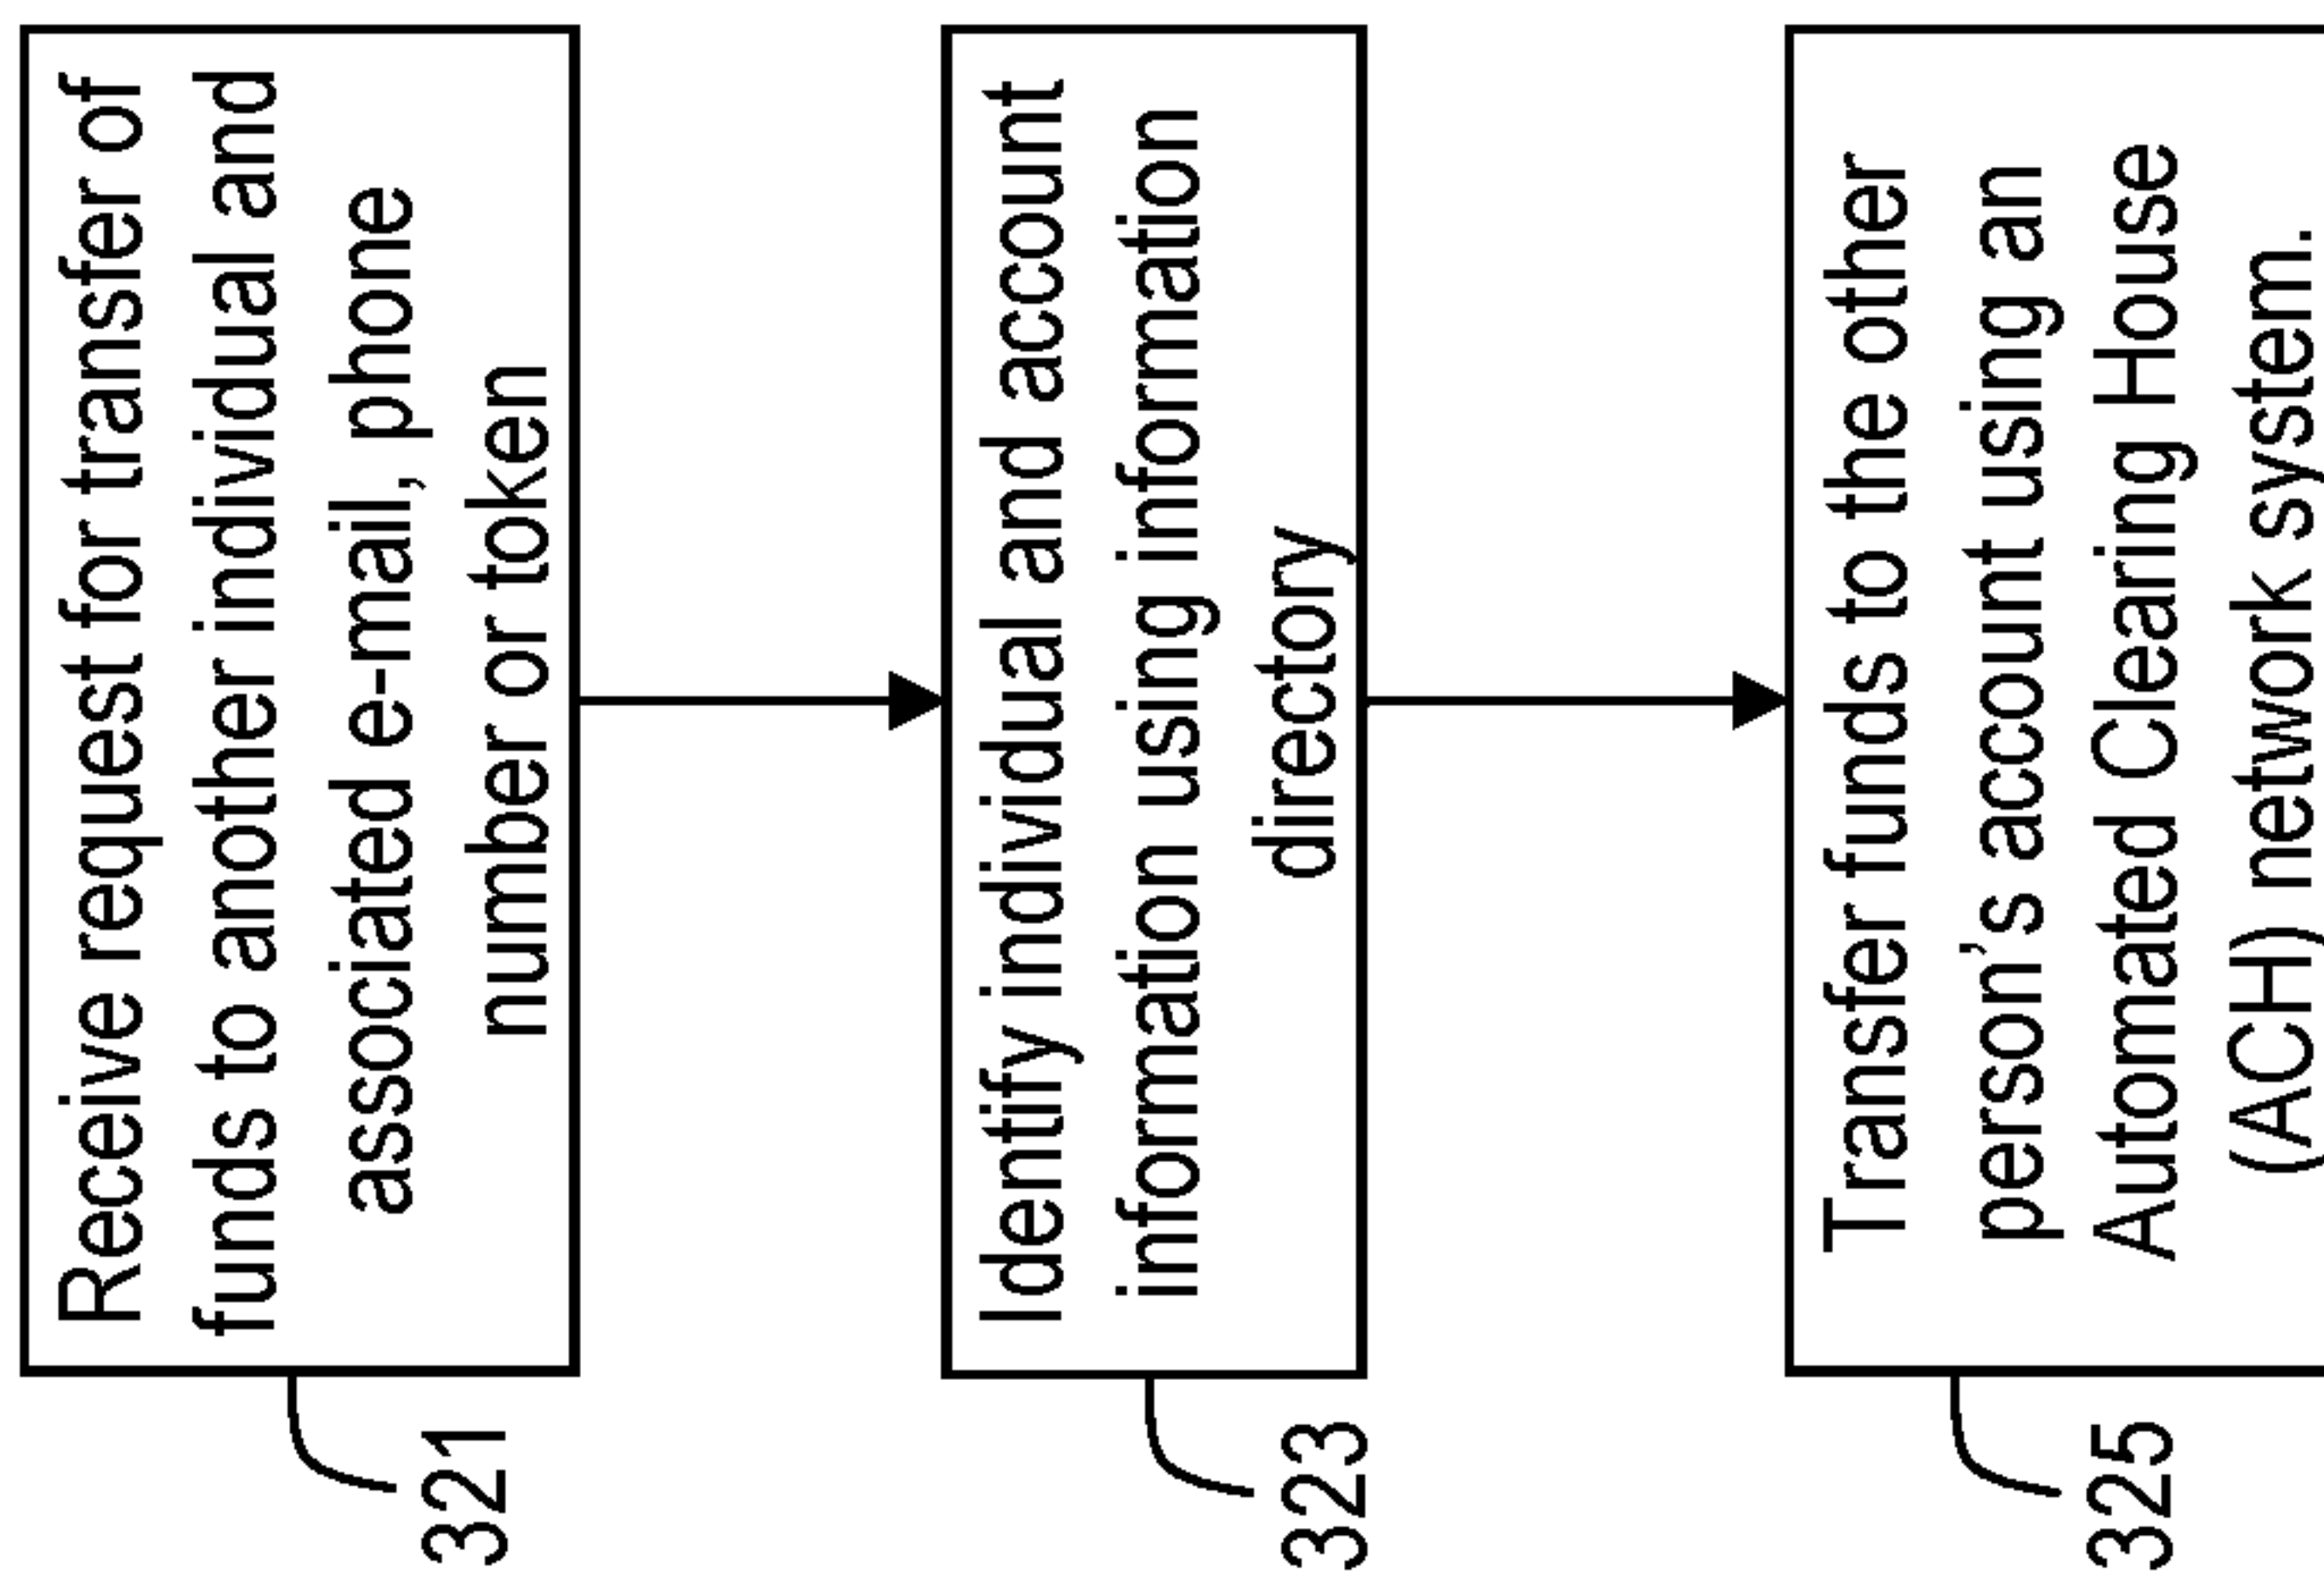 Receive request for transfer of
funds to another individual and
associated e-mail, phone
number or token
321
Identify individual and account
information using information
directory
323
Transfer funds to the other
person's account using an
Automated Clearing House
(ACH) network system.
325